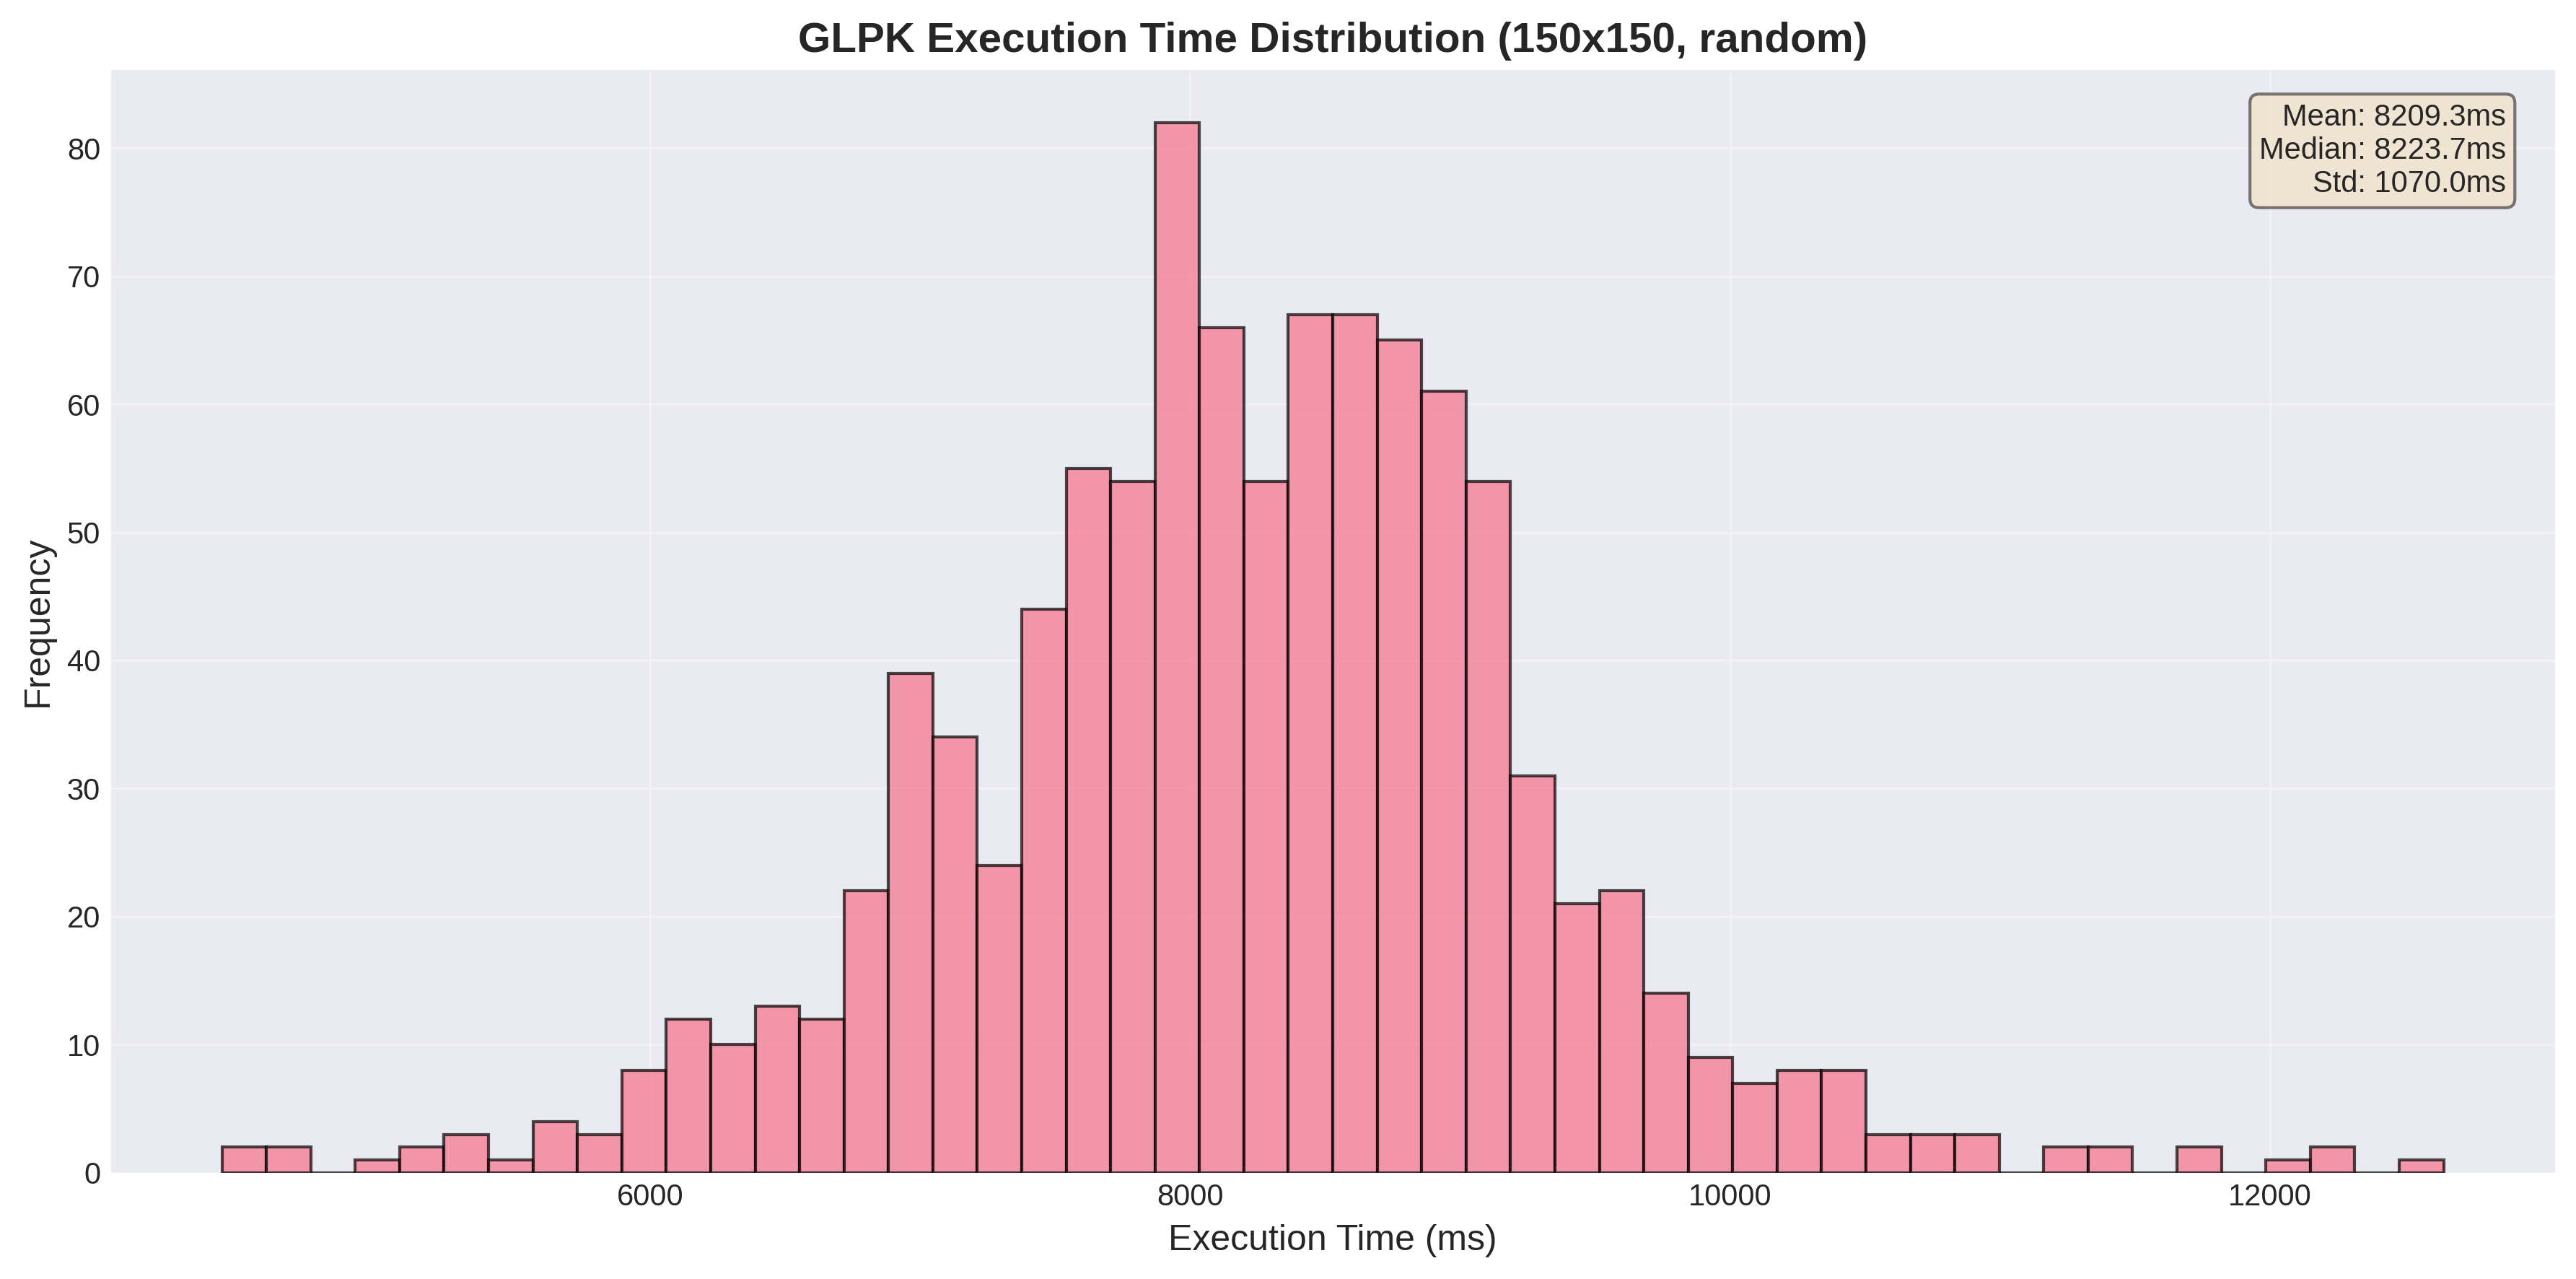 GLPK Execution Time Distribution (150x150, random)
Mean: 8209.3ms
Median: 8223.7ms
Std: 1070.0ms
Frequency
80
70
60
50
40
30
20
10
0
6000 8000 10000 12000
Execution Time (ms)